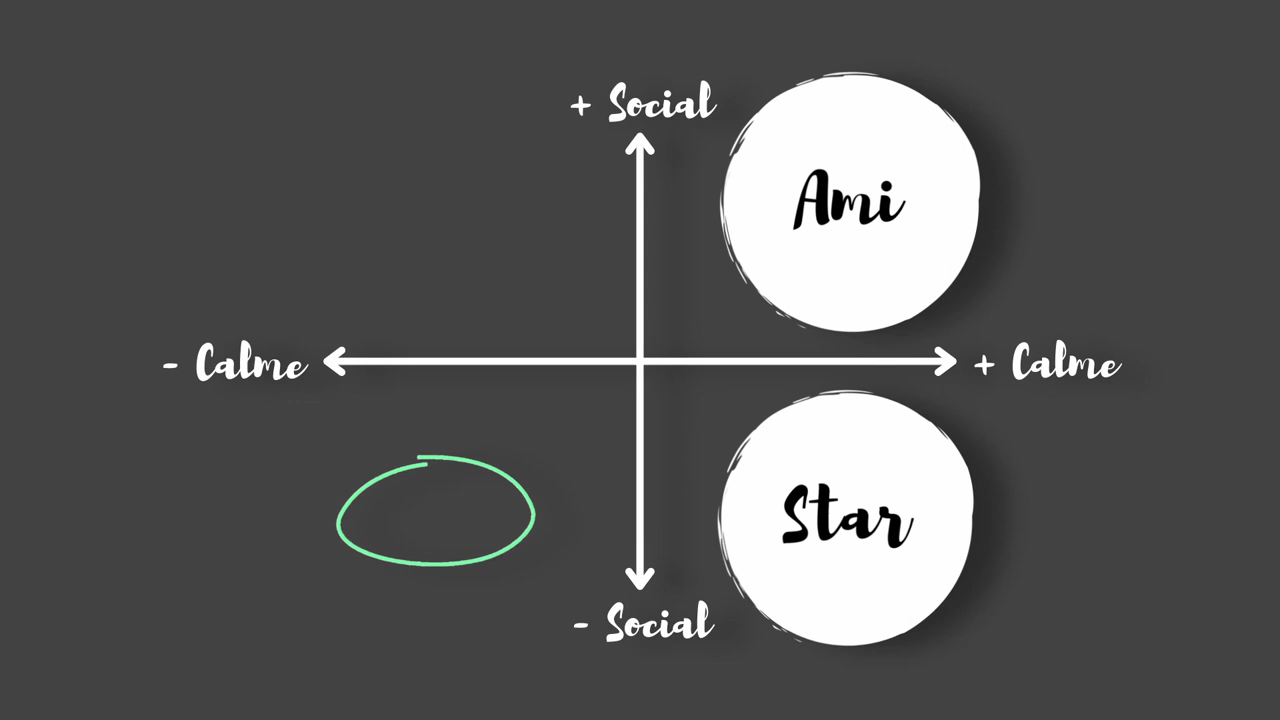 + Social
Ami
- Calme
+ Calme
Star
- Social